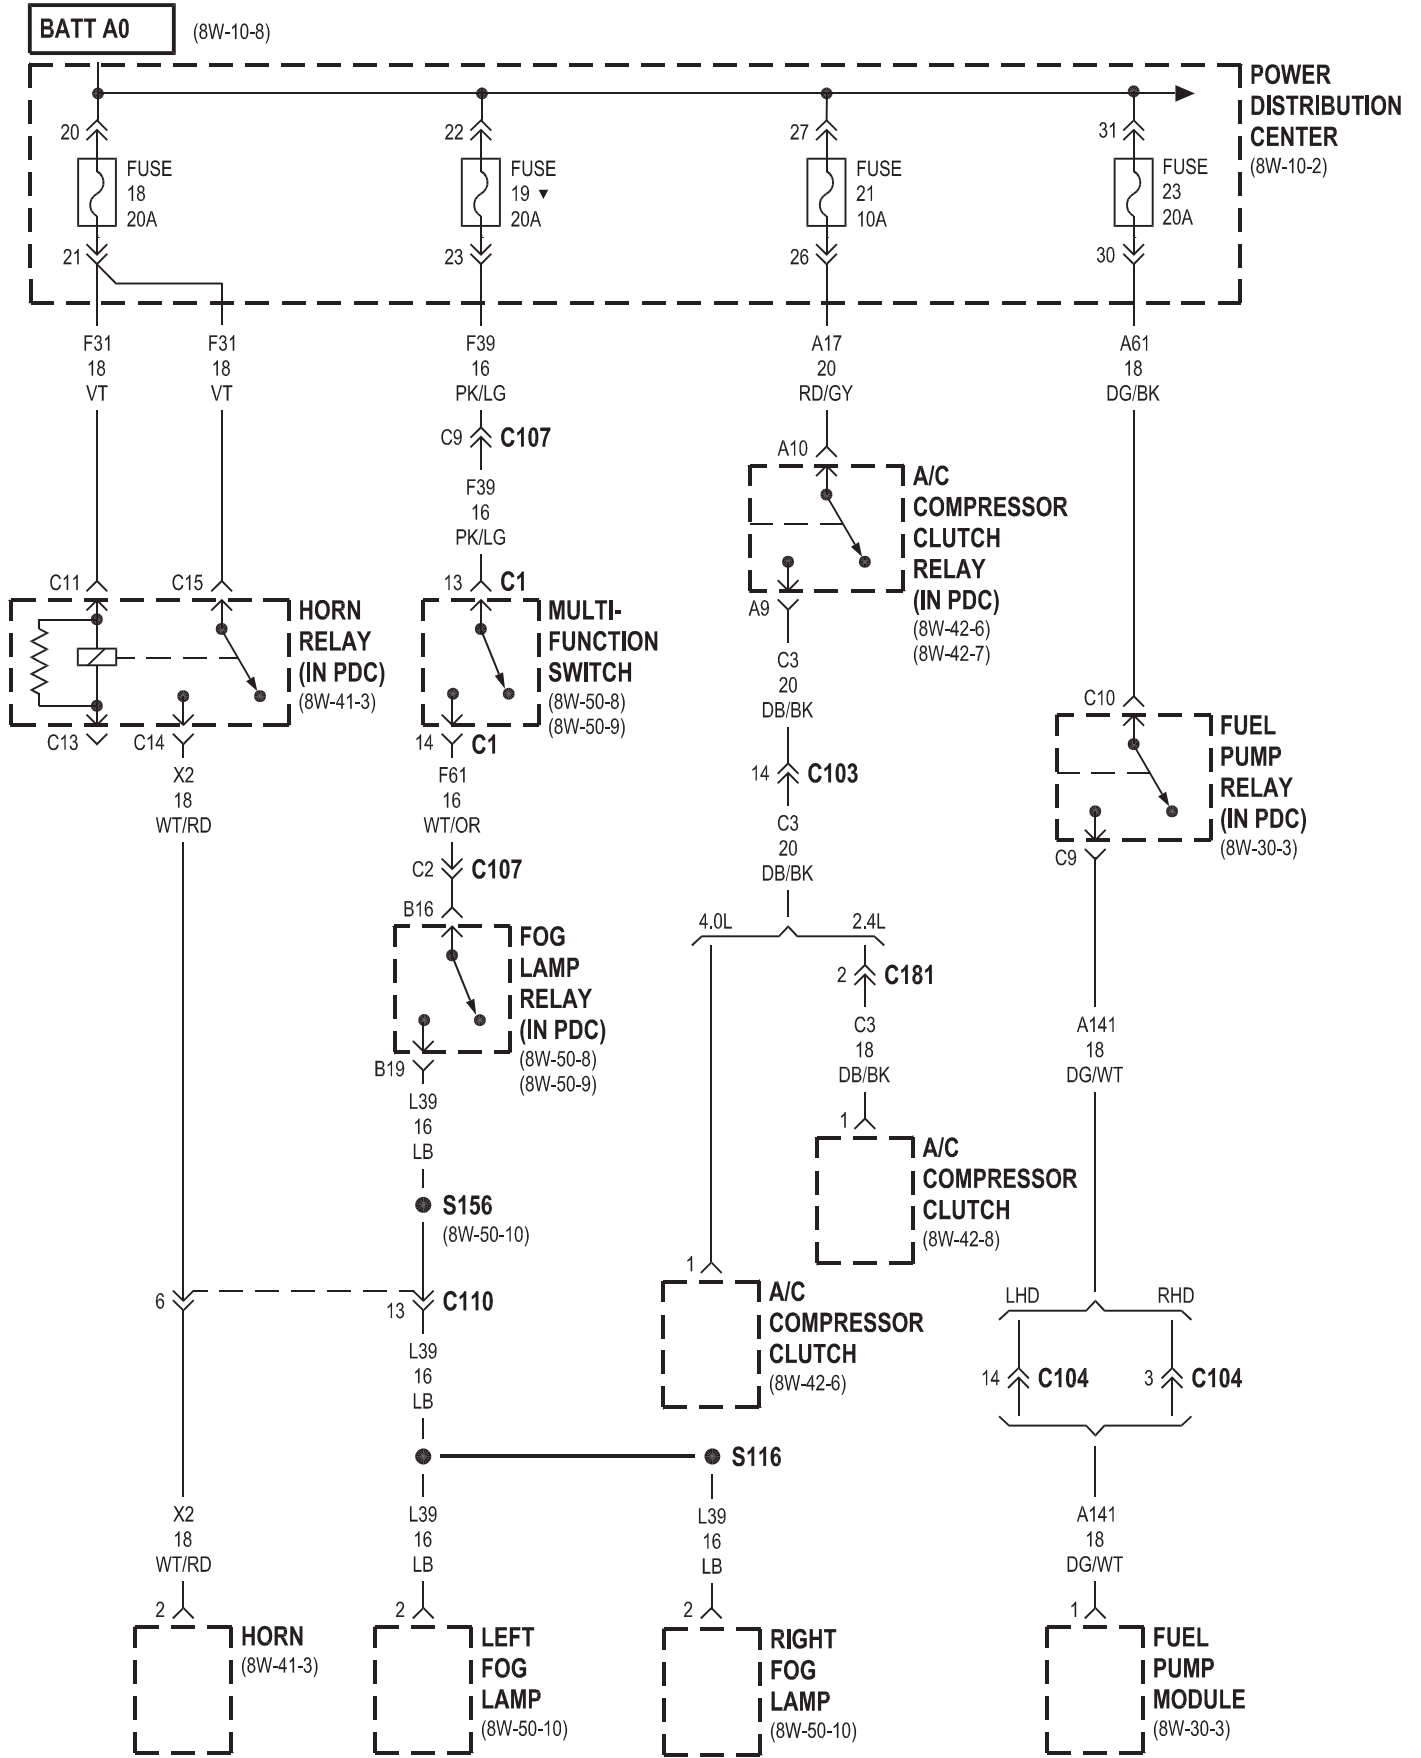 BATT A0
(8W-10-8)
POWER
DISTRIBUTION
CENTER
(8W-10-2)
20
FUSE
18
20A
21
22
FUSE
19 ▼
20A
23
27
FUSE
21
10A
26
31
FUSE
23
20A
30
F31
18
VT
F31
18
VT
F39
16
PK/LG
A17
20
RD/GY
A61
18
DG/BK
C9
C107
F39
16
PK/LG
A10
A/C
COMPRESSOR
CLUTCH
RELAY
(IN PDC)
(8W-42-6)
(8W-42-7)
A9
C11
C15
HORN
RELAY
(IN PDC)
(8W-41-3)
C13
C14
13
C1
MULTI-
FUNCTION
SWITCH
(8W-50-8)
(8W-50-9)
14
C1
C3
20
DB/BK
C10
FUEL
PUMP
RELAY
(IN PDC)
(8W-30-3)
C9
X2
18
WT/RD
F61
16
WT/OR
14
C103
C3
20
DB/BK
C2
C107
B16
FOG
LAMP
RELAY
(IN PDC)
(8W-50-8)
(8W-50-9)
B19
4.0L
2.4L
2
C181
C3
18
DB/BK
A141
18
DG/WT
L39
16
LB
1
A/C
COMPRESSOR
CLUTCH
(8W-42-8)
S156
(8W-50-10)
1
A/C
COMPRESSOR
CLUTCH
(8W-42-6)
6
13
C110
LHD
RHD
14
C104
3
C104
L39
16
LB
S116
X2
18
WT/RD
L39
16
LB
L39
16
LB
A141
18
DG/WT
2
HORN
(8W-41-3)
2
LEFT
FOG
LAMP
(8W-50-10)
2
RIGHT
FOG
LAMP
(8W-50-10)
1
FUEL
PUMP
MODULE
(8W-30-3)